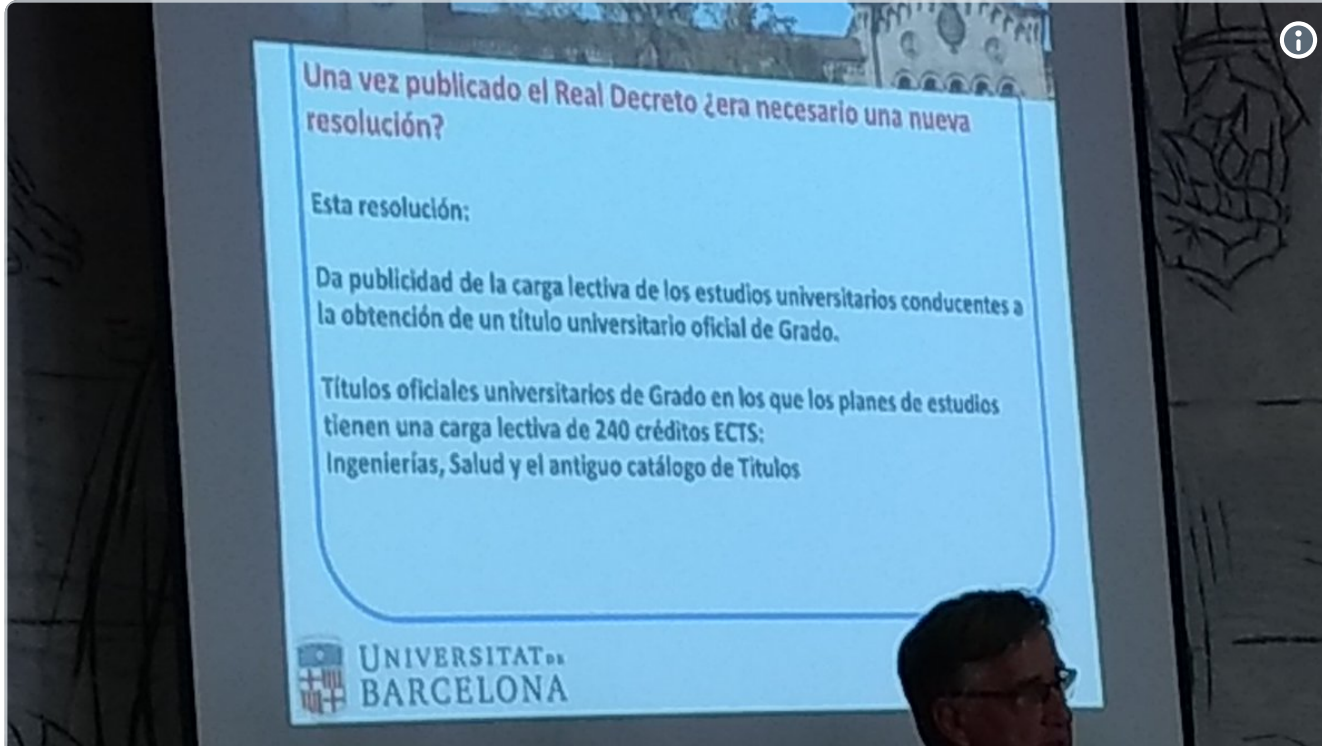 Una vez publicado el Real Decreto ¿era necesario una nueva
resolución?
Esta resolución:
Da publicidad de la carga lectiva de los estudios universitarios conducentes a
la obtención de un título universitario oficial de Grado.
Títulos oficiales universitarios de Grado en los que los planes de estudios
tienen una carga lectiva de 240 créditos ECTS:
Ingenierías, Salud y el antiguo catálogo de Titulos
UNIVERSITAT DE
BARCELONA